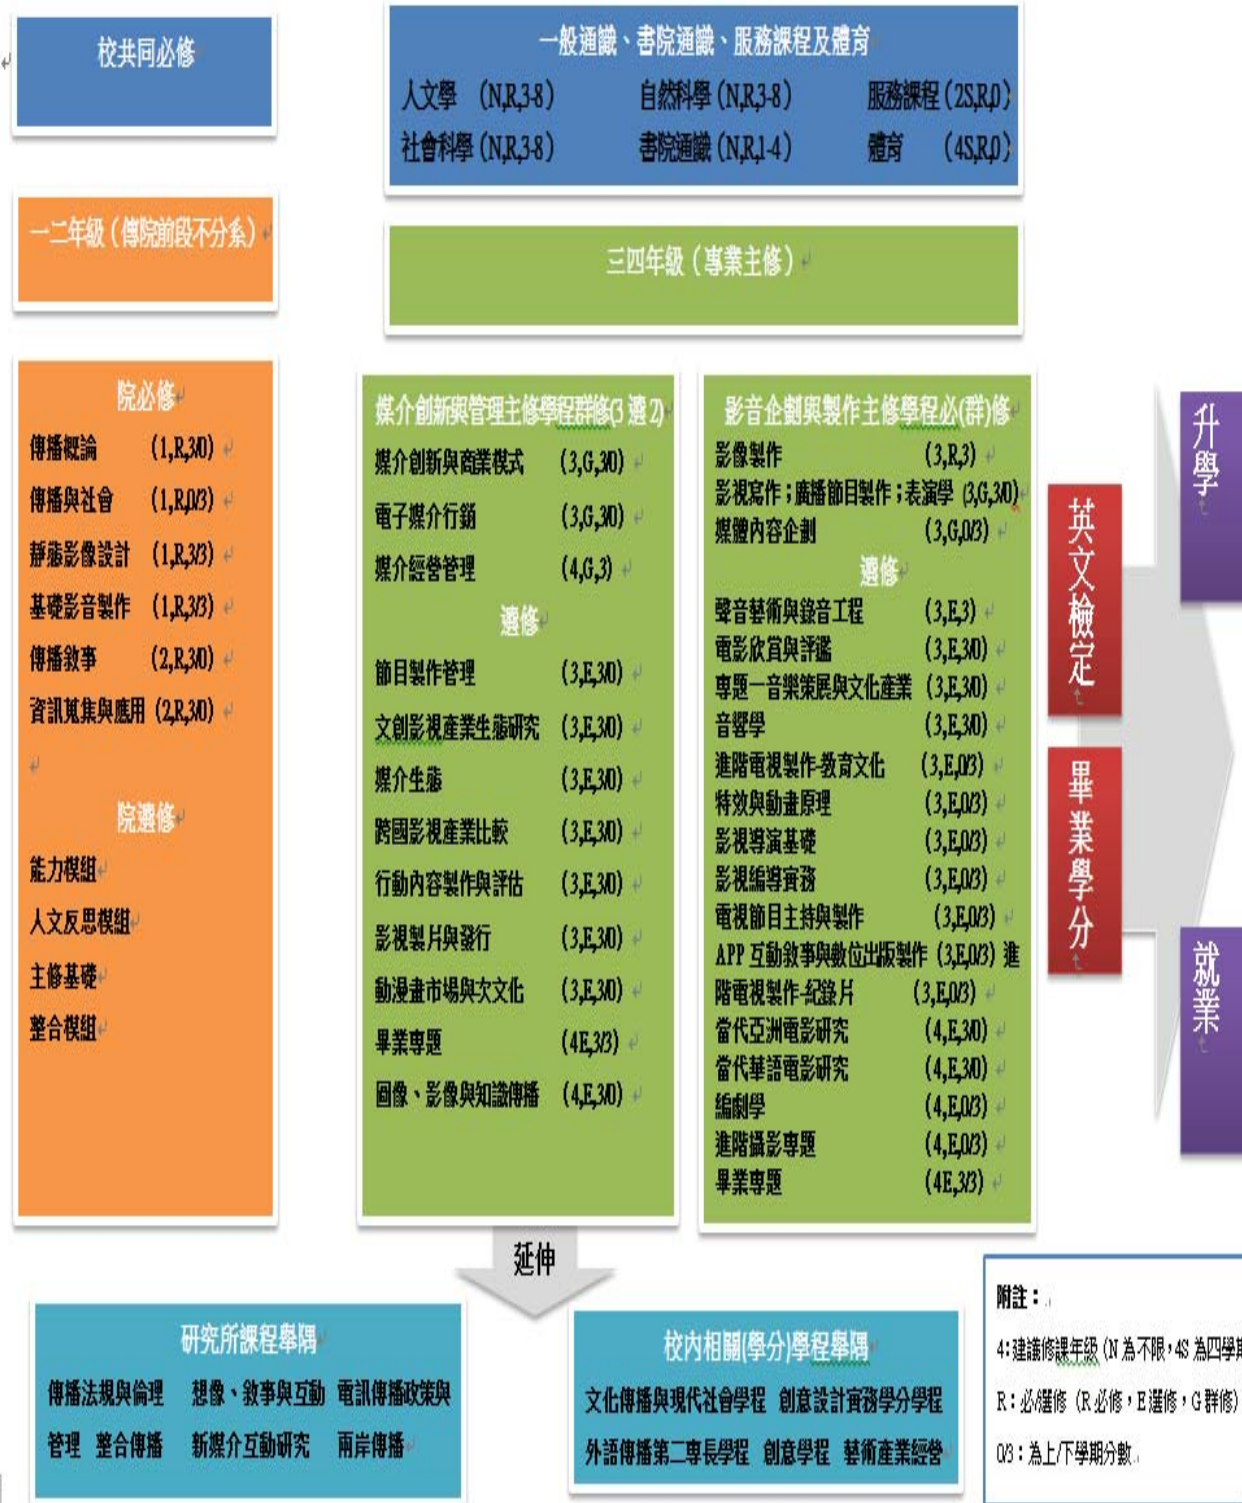 校共同必修
一般通識、書院通識、服務課程及體育
人文學 (N,R,3-8) 自然科學 (N,R,3-8) 服務課程 (2S,R,0)
社會科學 (N,R,3-8) 書院通識 (N,R,1-4) 體育 (4S,R,0)
一二年級(傳院前段不分系)
三四年級(專業主修)
院必修
傳播概論 (1,R,3/0)
傳播與社會 (1,R,0/3)
靜態影像設計 (1,R,3/3)
基礎影音製作 (1,R,3/3)
傳播敘事 (2,R,3/0)
資訊蒐集與應用 (2,R,3/0)
院選修
能力模組
人文反思模組
主修基礎
整合模組
媒介創新與管理主修學程群修(3 選 2)
媒介創新與商業模式 (3,G,3/0)
電子媒介行銷 (3,G,3/0)
媒介經營管理 (4,G,3)
選修
節目製作管理 (3,E,3/0)
文創影視產業生態研究 (3,E,3/0)
媒介生態 (3,E,3/0)
跨國影視產業比較 (3,E,3/0)
行動內容製作與評估 (3,E,3/0)
影視製片與發行 (3,E,3/0)
動漫畫市場與次文化 (3,E,3/0)
畢業專題 (4E,3/3)
圖像、影像與知識傳播 (4,E,3/0)
影音企劃與製作主修學程必(群)修
影像製作 (3,R,3)
影視寫作;廣播節目製作;表演學 (3,G,3/0)
媒體內容企劃 (3,G,0/3)
選修
聲音藝術與錄音工程 (3,E,3)
電影欣賞與評鑑 (3,E,3/0)
專題—音樂策展與文化產業 (3,E,3/0)
音響學 (3,E,3/0)
進階電視製作-教育文化 (3,E,0/3)
特效與動畫原理 (3,E,0/3)
影視導演基礎 (3,E,0/3)
影視編導實務 (3,E,0/3)
電視節目主持與製作 (3,E,0/3)
APP 互動敘事與數位出版製作 (3,E,0/3) 進
階電視製作-紀錄片 (3,E,0/3)
當代亞洲電影研究 (4,E,3/0)
當代華語電影研究 (4,E,3/0)
編劇學 (4,E,0/3)
進階攝影專題 (4,E,0/3)
畢業專題 (4E,3/3)
英文檢定
畢業學分
升學
就業
延伸
研究所課程舉隅
傳播法規與倫理 想像、敘事與互動 電訊傳播政策與
管理 整合傳播 新媒介互動研究 兩岸傳播
校內相關(學分)學程舉隅
文化傳播與現代社會學程 創意設計實務學分學程
外語傳播第二專長學程 創意學程 藝術產業經營
附註:
4:建議修課年級 (N 為不限,4S 為四學期
R:必/選修 (R 必修,E 選修,G 群修)
0/3:為上/下學期分數